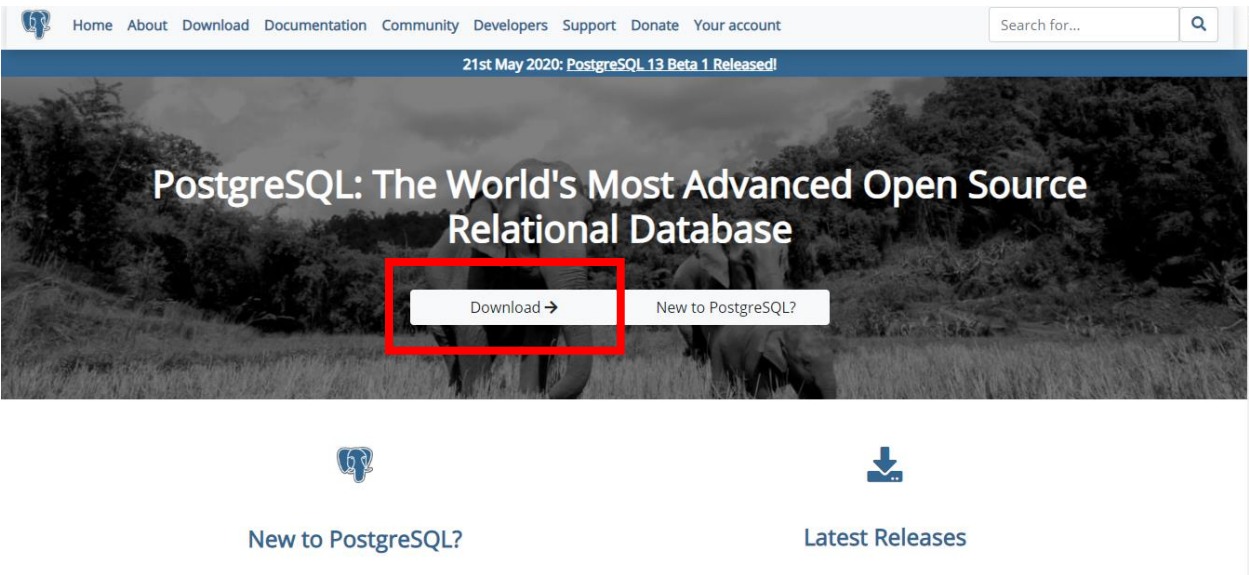 Home About Download Documentation Community Developers Support Donate Your account Search for...
21st May 2020: PostgreSQL 13 Beta 1 Released!
PostgreSQL: The World's Most Advanced Open Source
Relational Database
Download → New to PostgreSQL?
New to PostgreSQL? Latest Releases